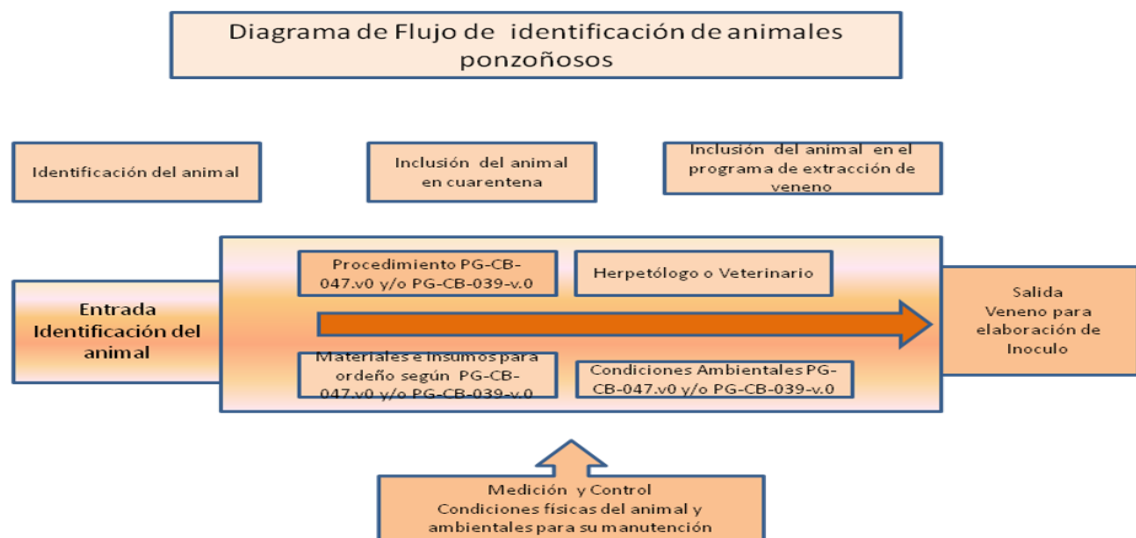 Diagrama de Flujo de identificación de animales
ponzoñosos
Identificación del animal
Inclusión del animal
en cuarentena
Inclusión del animal en el
programa de extracción de
veneno
Entrada
Identificación del
animal
Procedimiento PG-CB-
047.v0 y/o PG-CB-039-v.0
Herpetólogo o Veterinario
Materiales e Insumos para
ordeño según PG-CB-
047.v0 y/o PG-CB-039-v.0
Condiciones Ambientales PG-
CB-047.v0 y/o PG-CB-039-v.0
Salida
Veneno para
elaboración de
Inoculo
Medición y Control
Condiciones físicas del animal y
ambientales para su manutención